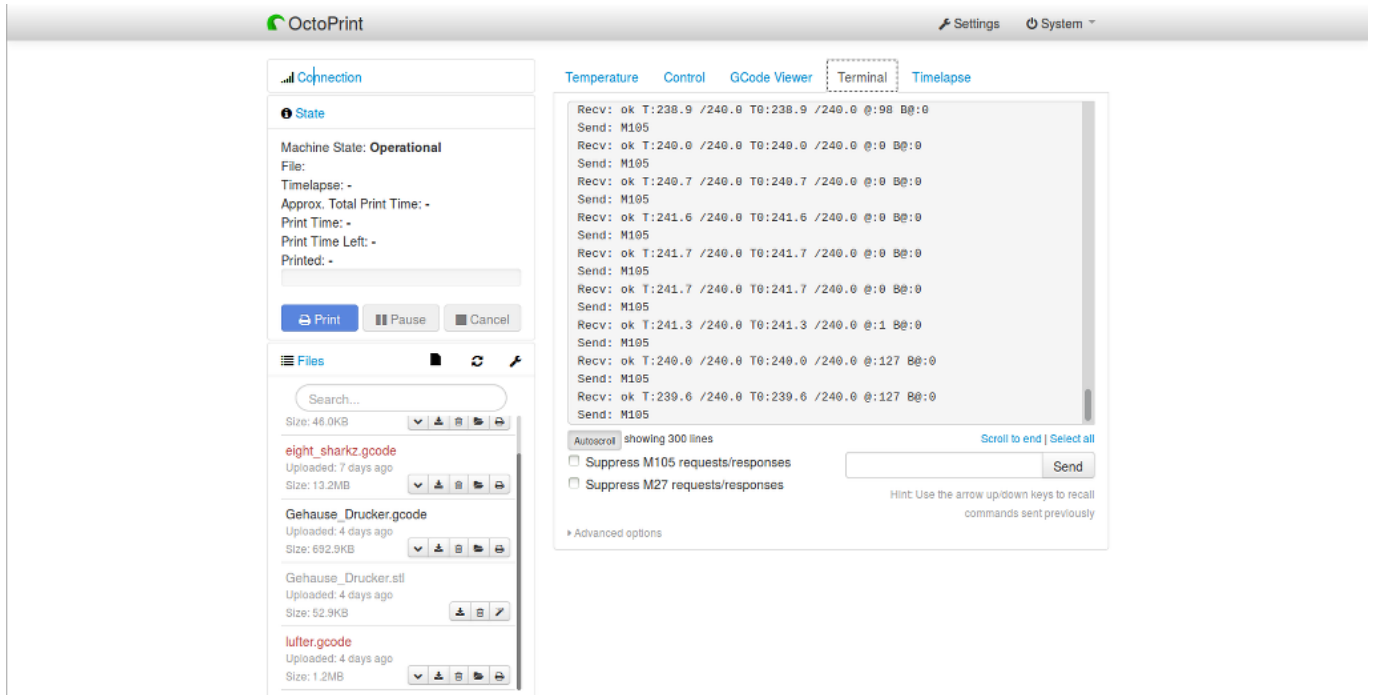 OctoPrint
Settings
System
Connection
State
Machine State: Operational
File:
Timelapse: -
Approx. Total Print Time: -
Print Time: -
Print Time Left: -
Printed: -
Print
Pause
Cancel
Files
Search...
Size: 46.0KB
eight_sharkz.gcode
Uploaded: 7 days ago
Size: 13.2MB
Gehause_Drucker.gcode
Uploaded: 4 days ago
Size: 692.9KB
Gehause_Drucker.stl
Uploaded: 4 days ago
Size: 52.9KB
lufter.gcode
Uploaded: 4 days ago
Size: 1.2MB
Temperature
Control
GCode Viewer
Terminal
Timelapse
Recv: ok T:238.9 /240.0 T0:238.9 /240.0 @:98 B@:0
Send: M105
Recv: ok T:240.0 /240.0 T0:240.0 /240.0 @:0 B@:0
Send: M105
Recv: ok T:240.7 /240.0 T0:240.7 /240.0 @:0 B@:0
Send: M105
Recv: ok T:241.6 /240.0 T0:241.6 /240.0 @:0 B@:0
Send: M105
Recv: ok T:241.7 /240.0 T0:241.7 /240.0 @:0 B@:0
Send: M105
Recv: ok T:241.7 /240.0 T0:241.7 /240.0 @:0 B@:0
Send: M105
Recv: ok T:241.3 /240.0 T0:241.3 /240.0 @:1 B@:0
Send: M105
Recv: ok T:240.0 /240.0 T0:240.0 /240.0 @:127 B@:0
Send: M105
Recv: ok T:239.6 /240.0 T0:239.6 /240.0 @:127 B@:0
Send: M105
Autoscroll showing 300 lines
Scroll to end | Select all
Suppress M105 requests/responses
Suppress M27 requests/responses
Send
Hint: Use the arrow up/down keys to recall
commands sent previously
Advanced options